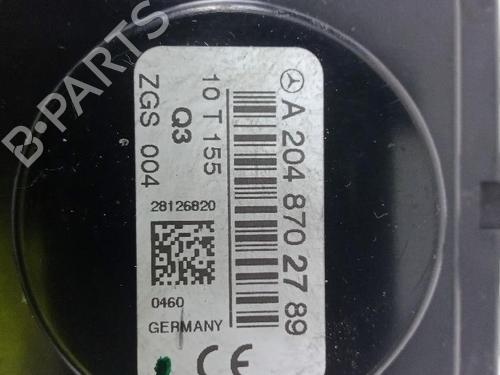 A 204 870 27 89
10 T 155
Q3
ZGS 004
28126820
0460
GERMANY
CE
B-PARTS